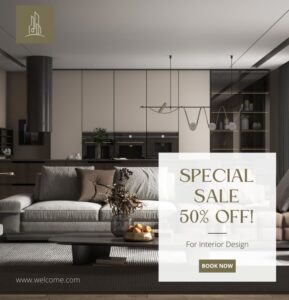 SPECIAL
SALE
50% OFF!
For Interior Design
BOOK NOW
www.welcome.com